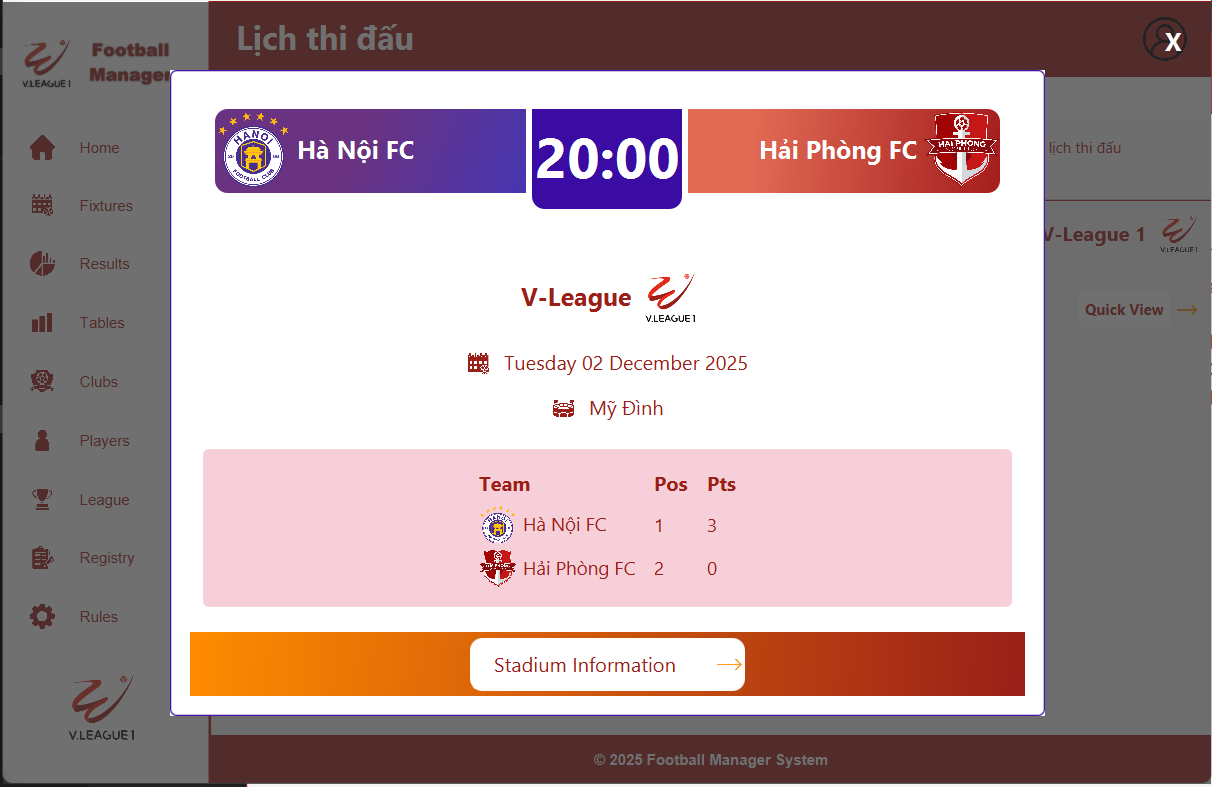 V.LEAGUE 1
Football
Manager
Lịch thi đấu
X
Home
Fixtures
Results
Tables
Clubs
Players
League
Registry
Rules
V.LEAGUE 1
lịch thi đấu
V-League 1
V.LEAGUE 1
Quick View
HANOI
FOOTBALL CLUB
Hà Nội FC
20:00
Hải Phòng FC
HAI PHONG
V-League
V.LEAGUE 1
Tuesday 02 December 2025
Mỹ Đình
Team Pos Pts
Hà Nội FC 1 3
Hải Phòng FC 2 0
Stadium Information
© 2025 Football Manager System